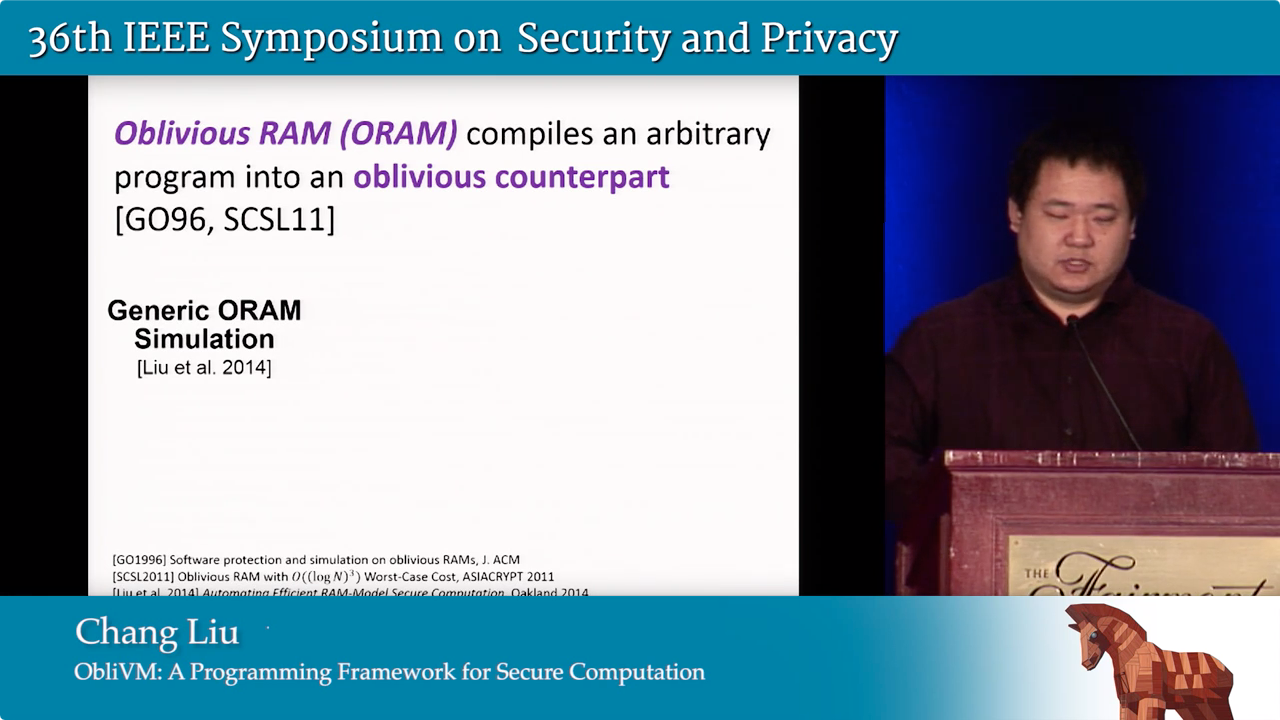 36th IEEE Symposium on Security and Privacy
Oblivious RAM (ORAM) compiles an arbitrary
program into an oblivious counterpart
[GO96, SCSL11]
Generic ORAM
Simulation
[Liu et al. 2014]
[GO1996] Software protection and simulation on oblivious RAMs, J. ACM
[SCSL2011] Oblivious RAM with O((log N)³) Worst-Case Cost, ASIACRYPT 2011
[Liu et al. 2014] Automating Efficient RAM-Model Secure Computation, Oakland 2014
THE
Fairmont
Chang Liu
ObliVM: A Programming Framework for Secure Computation